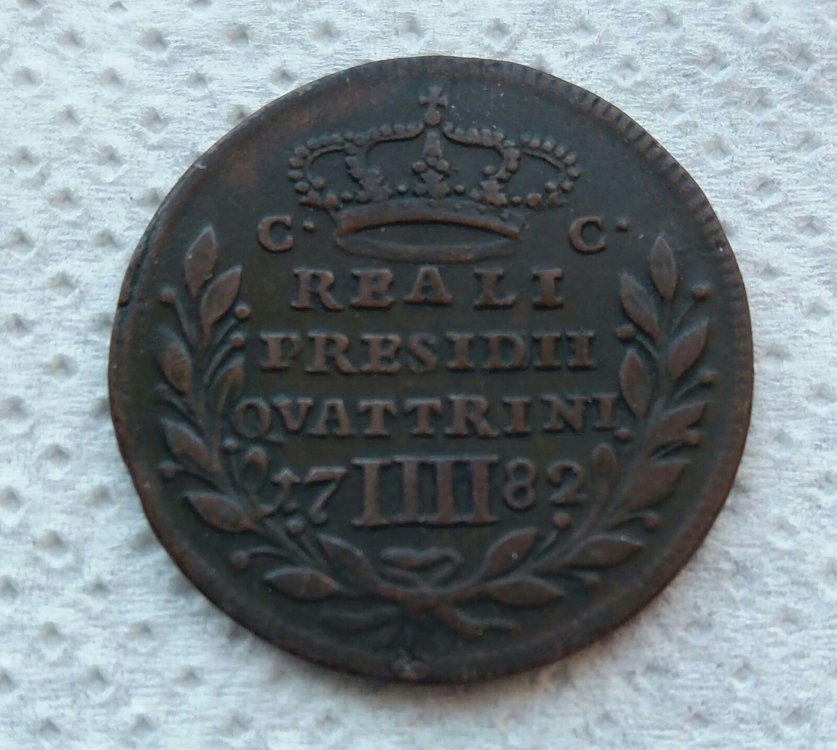 C. C.
REALI
PRESIDII
QVATTRINI
17 IIII 82